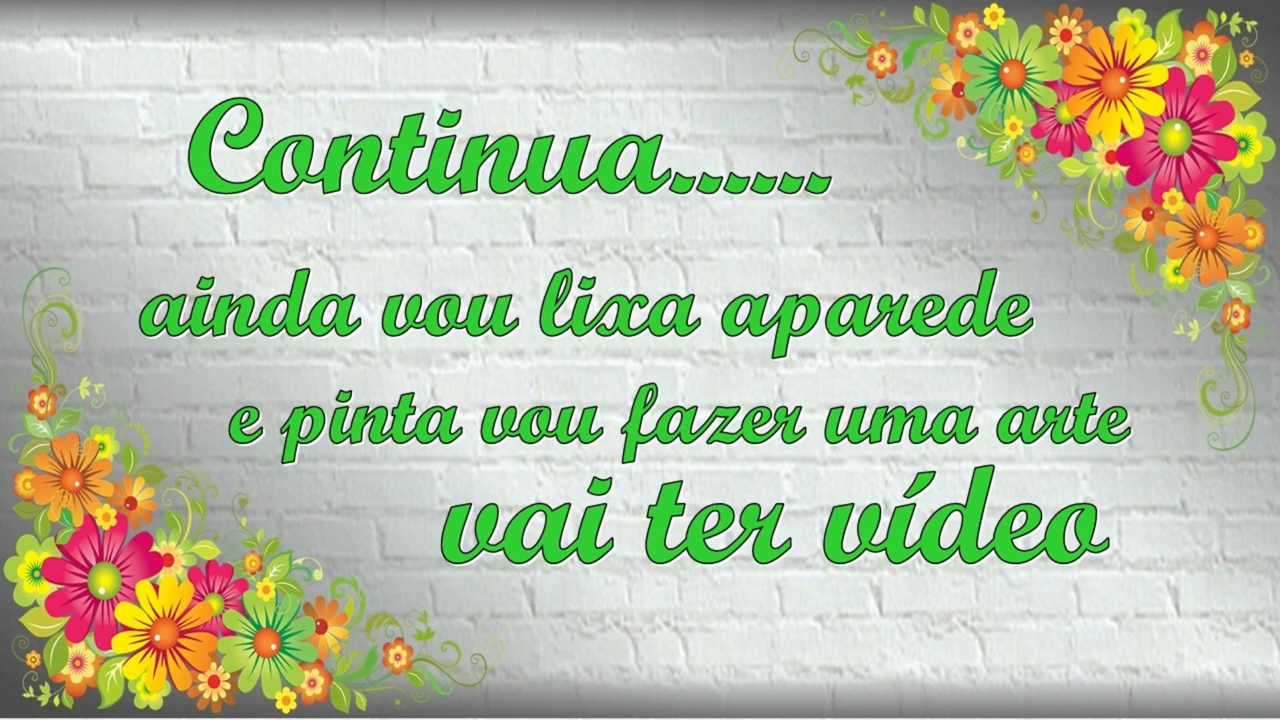 Continua......
ainda vou lixa aparede
e pinta vou fazer uma arte
vai ter vídeo